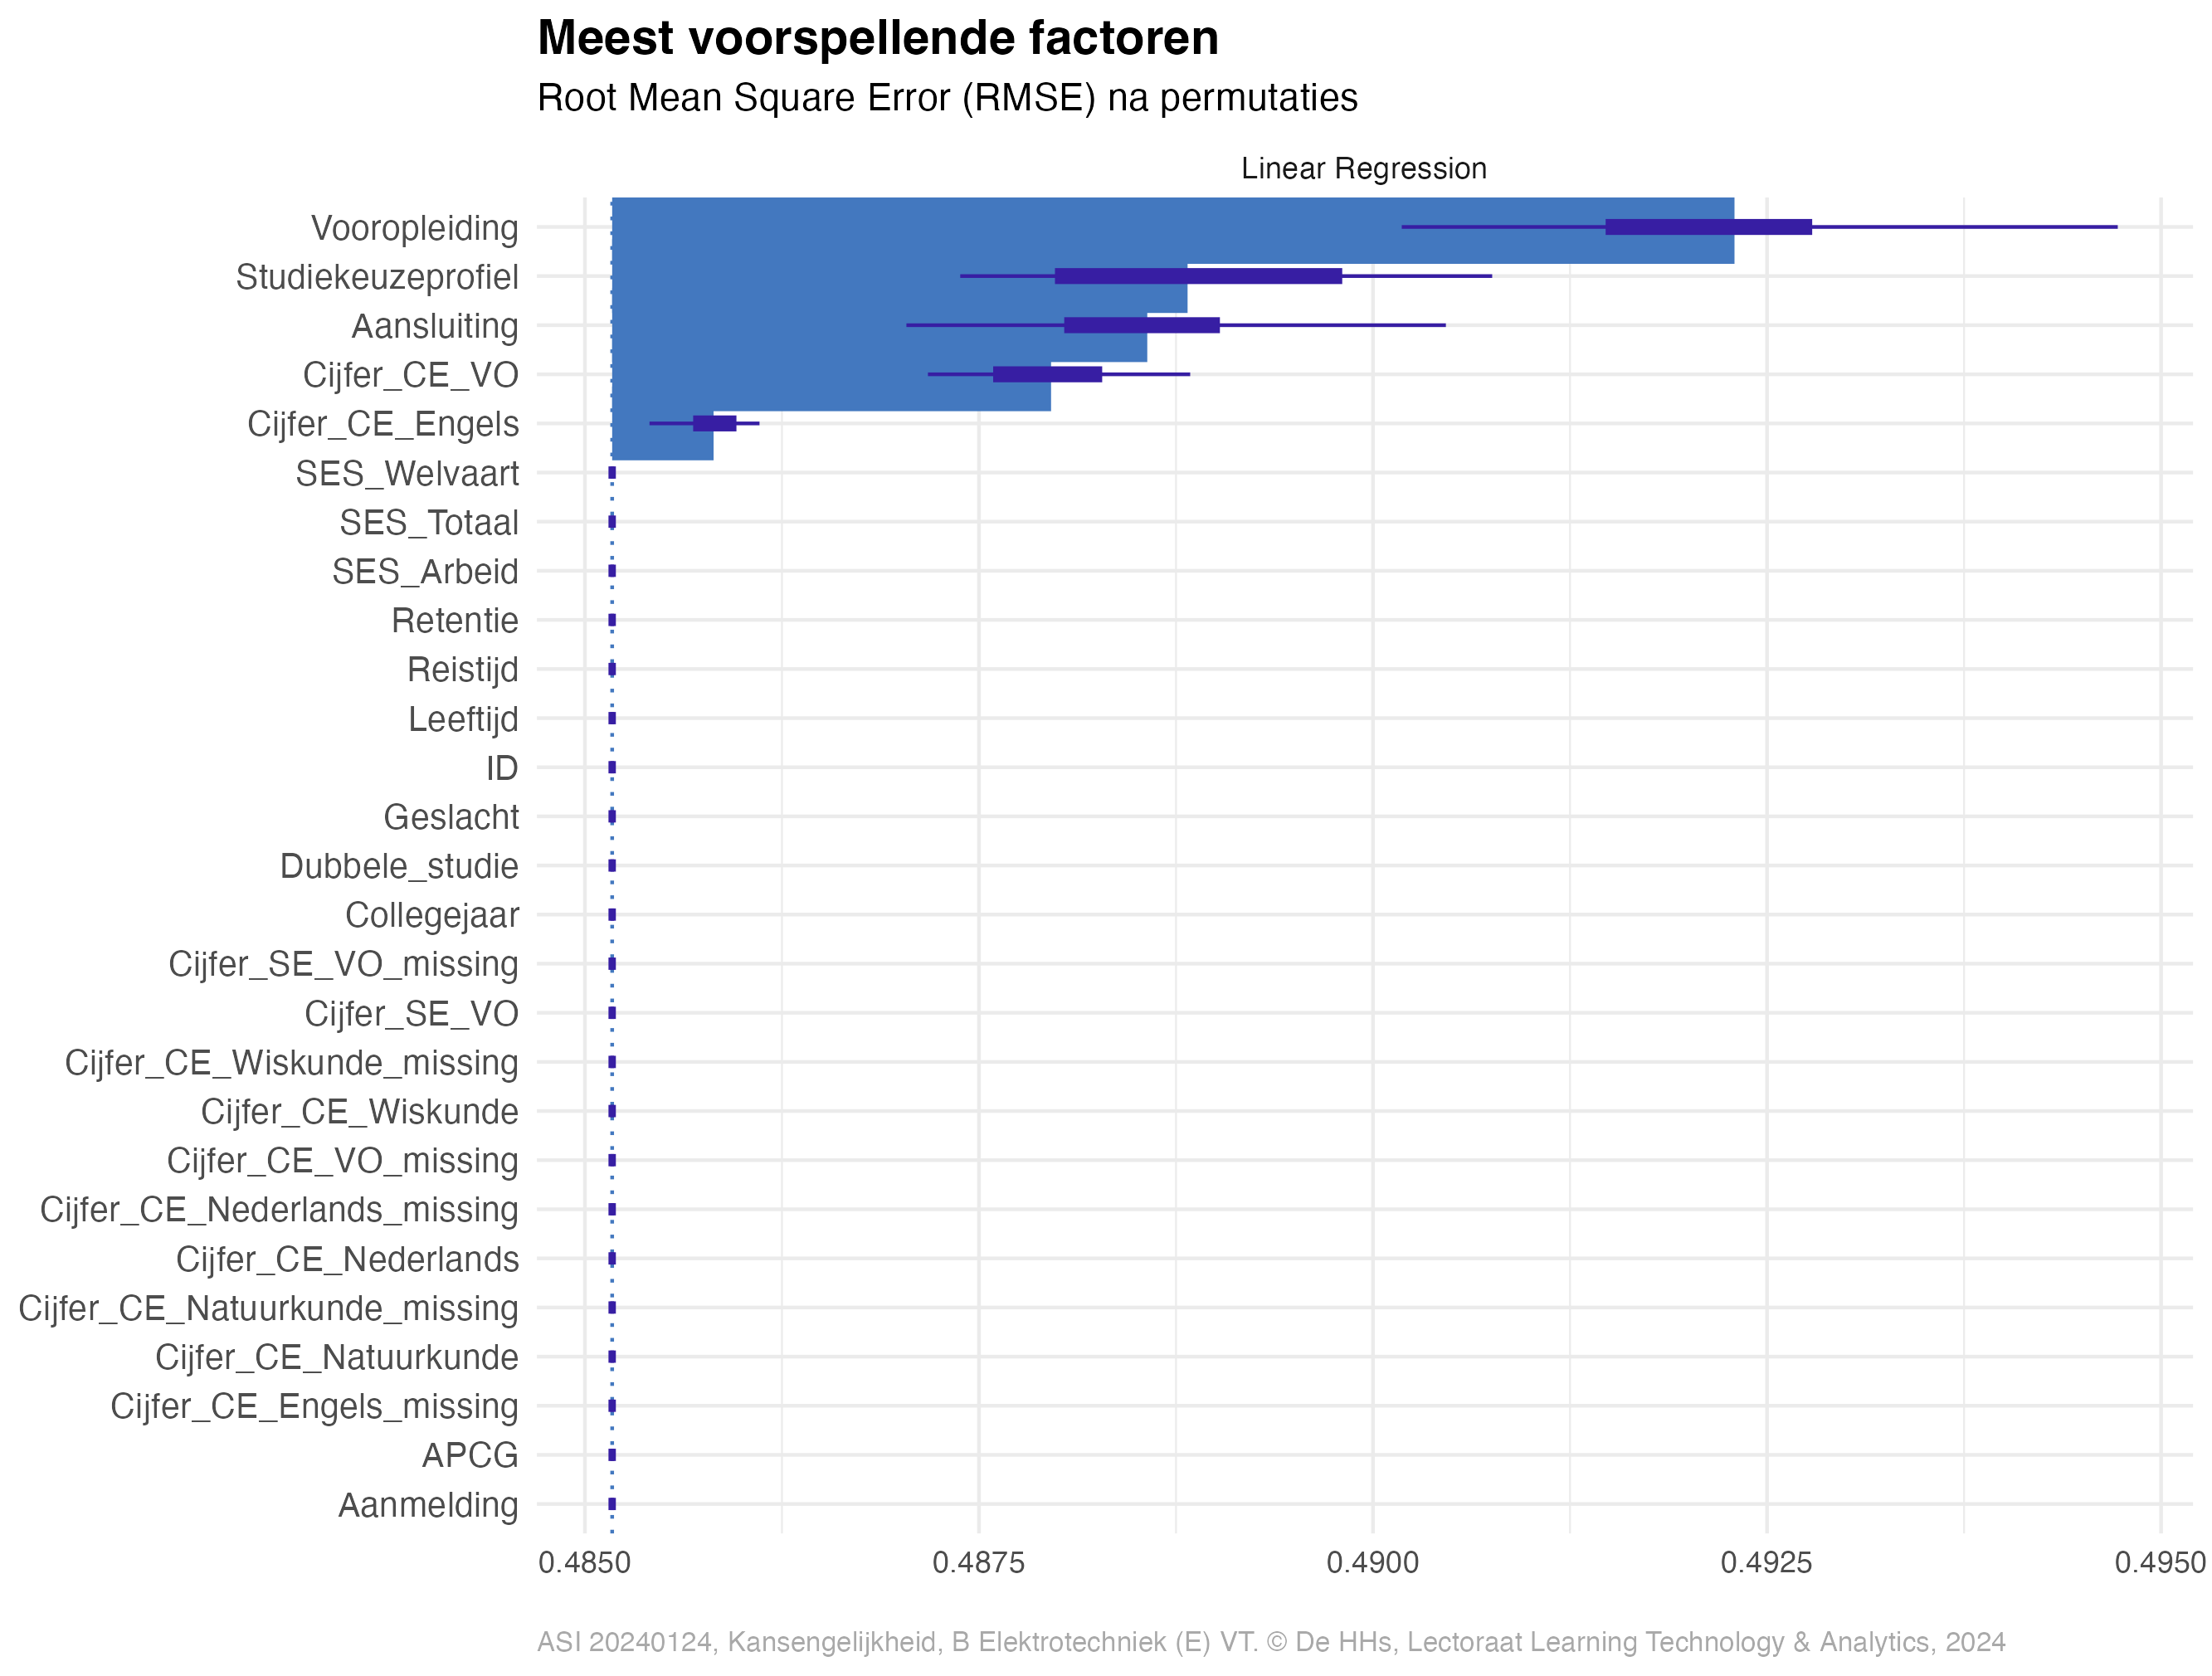 Meest voorspellende factoren
Root Mean Square Error (RMSE) na permutaties
Linear Regression
Vooropleiding
Studiekeuzeprofiel
Aansluiting
Cijfer_CE_VO
Cijfer_CE_Engels
SES_Welvaart
SES_Totaal
SES_Arbeid
Retentie
Reistijd
Leeftijd
ID
Geslacht
Dubbele_studie
Collegejaar
Cijfer_SE_VO_missing
Cijfer_SE_VO
Cijfer_CE_Wiskunde_missing
Cijfer_CE_Wiskunde
Cijfer_CE_VO_missing
Cijfer_CE_Nederlands_missing
Cijfer_CE_Nederlands
Cijfer_CE_Natuurkunde_missing
Cijfer_CE_Natuurkunde
Cijfer_CE_Engels_missing
APCG
Aanmelding
0.4850 0.4875 0.4900 0.4925 0.4950
ASI 20240124, Kansengelijkheid, B Elektrotechniek (E) VT. © De HHs, Lectoraat Learning Technology & Analytics, 2024